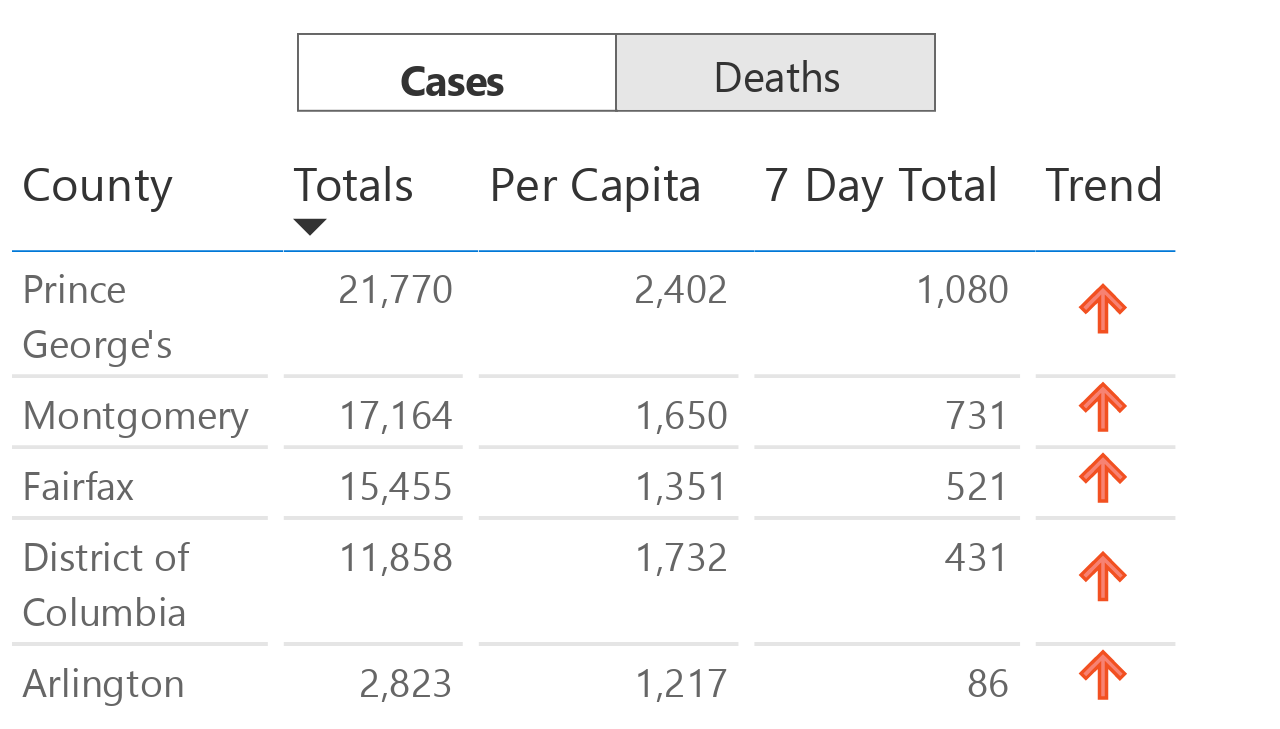 Cases Deaths
County Totals Per Capita 7 Day Total Trend
Prince 21,770 2,402 1,080
George's
Montgomery 17,164 1,650 731
Fairfax 15,455 1,351 521
District of 11,858 1,732 431
Columbia
Arlington 2,823 1,217 86